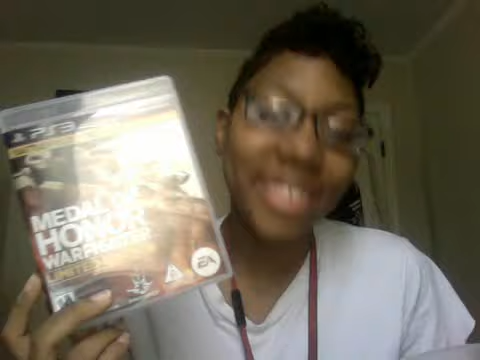 PS3
MEDAL OF
HONOR
WARFIGHTER
LIMITED
EA